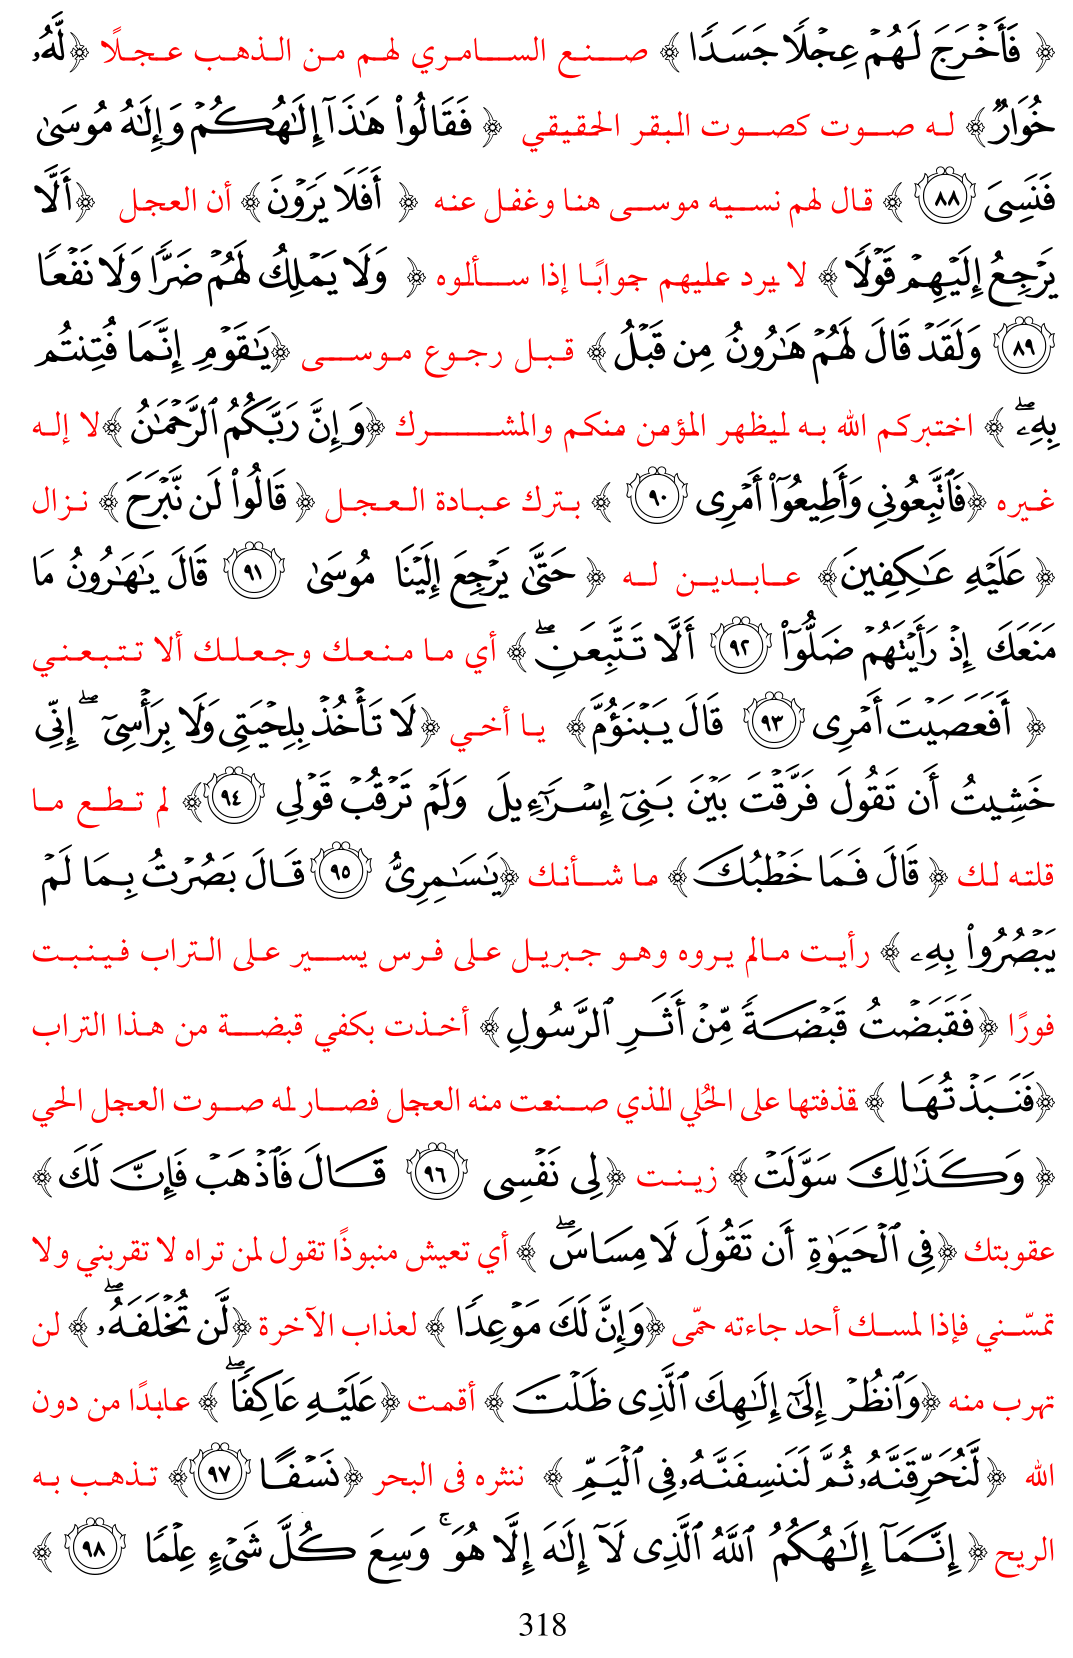 ﴿ فَأَخْرَجَ لَهُمْ عِجْلًا جَسَدًا ﴾ صنع السامري لهم من الذهب عجلًا ﴿لَّهُۥ
خُوَارٌ﴾ له صوت كصوت البقر الحقيقي ﴿ فَقَالُوا۟ هَٰذَآ إِلَٰهُكُمْ وَإِلَٰهُ مُوسَىٰ
فَنَسِىَ ٨٨ ﴾ قال لهم نسيه موسى هنا وغفل عنه ﴿ أَفَلَا يَرَوْنَ﴾ أن العجل ﴿أَلَّا
يَرْجِعُ إِلَيْهِمْ قَوْلًا﴾ لا يرد عليهم جوابًا إذا سألوه ﴿ وَلَا يَمْلِكُ لَهُمْ ضَرًّا وَلَا نَفْعًا
٨٩ وَلَقَدْ قَالَ لَهُمْ هَٰرُونُ مِن قَبْلُ﴾ قبل رجوع موسى ﴿يَٰقَوْمِ إِنَّمَا فُتِنتُم
بِهِۦ ۖ ﴾ اختبركم الله به ليظهر المؤمن منكم والمشرك ﴿وَإِنَّ رَبَّكُمُ ٱلرَّحْمَٰنُ ﴾لا إله
غيره ﴿فَٱتَّبِعُونِى وَأَطِيعُوٓا۟ أَمْرِى ٩٠ ﴾ بترك عبادة العجل ﴿ قَالُوا۟ لَن نَّبْرَحَ ﴾ نزال
﴿ عَلَيْهِ عَٰكِفِينَ﴾ عابدين له ﴿ حَتَّىٰ يَرْجِعَ إِلَيْنَا مُوسَىٰ ٩١ قَالَ يَٰهَٰرُونُ مَا
مَنَعَكَ إِذْ رَأَيْتَهُمْ ضَلُّوٓا۟ ٩٢ أَلَّا تَتَّبِعَنِ ۖ ﴾ أي ما منعك وجعلك ألا تتبعني
﴿ أَفَعَصَيْتَ أَمْرِى ٩٣ قَالَ يَبْنَؤُمَّ﴾ يا أخي ﴿لَا تَأْخُذْ بِلِحْيَتِى وَلَا بِرَأْسِىٓ ۖ إِنِّى
خَشِيتُ أَن تَقُولَ فَرَّقْتَ بَيْنَ بَنِىٓ إِسْرَٰٓءِيلَ وَلَمْ تَرْقُبْ قَوْلِى ٩٤﴾ لم تطع ما
قلته لك ﴿ قَالَ فَمَا خَطْبُكَ ﴾ ما شأنك ﴿يَٰسَٰمِرِىُّ ٩٥ قَالَ بَصُرْتُ بِمَا لَمْ
يَبْصُرُوا۟ بِهِۦ ﴾ رأيت مالم يروه وهو جبريل على فرس يسير على التراب فينبت
فورًا ﴿فَقَبَضْتُ قَبْضَةً مِّنْ أَثَرِ ٱلرَّسُولِ﴾ أخذت بكفي قبضة من هذا التراب
﴿فَنَبَذْتُهَا ﴾ قذفتها على الحُلي الذي صنعت منه العجل فصار له صوت العجل الحي
﴿ وَكَذَٰلِكَ سَوَّلَتْ﴾ زينت ﴿لِى نَفْسِى ٩٦ قَالَ فَٱذْهَبْ فَإِنَّ لَكَ ﴾
عقوبتك ﴿فِى ٱلْحَيَوٰةِ أَن تَقُولَ لَا مِسَاسَ ۖ ﴾ أي تعيش منبوذًا تقول لمن تراه لا تقربني ولا
تمسّني فإذا لمسك أحد جاءته حمّى ﴿وَإِنَّ لَكَ مَوْعِدًا ﴾ لعذاب الآخرة ﴿لَّن تُخْلَفَهُۥ ۖ ﴾ لن
تهرب منه ﴿وَٱنظُرْ إِلَىٰٓ إِلَٰهِكَ ٱلَّذِى ظَلْتَ ﴾ أقمت ﴿عَلَيْهِ عَاكِفًا ۖ ﴾ عابدًا من دون
الله ﴿لَّنُحَرِّقَنَّهُۥ ثُمَّ لَنَنسِفَنَّهُۥ فِى ٱلْيَمِّ ﴾ ننثره في البحر ﴿نَسْفًا ٩٧﴾ تذهب به
الريح ﴿ إِنَّمَآ إِلَٰهُكُمُ ٱللَّهُ ٱلَّذِى لَآ إِلَٰهَ إِلَّا هُوَ ۚ وَسِعَ كُلَّ شَىْءٍ عِلْمًا ٩٨ ﴾
318